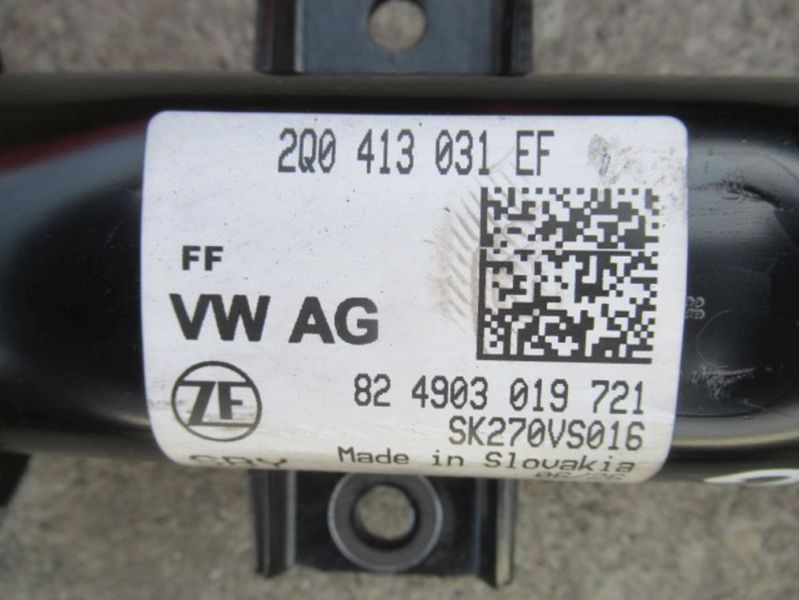 2Q0 413 031 EF
FF
VW AG
ZF
82 4903 019 721
SK270VS016
Made in Slovakia